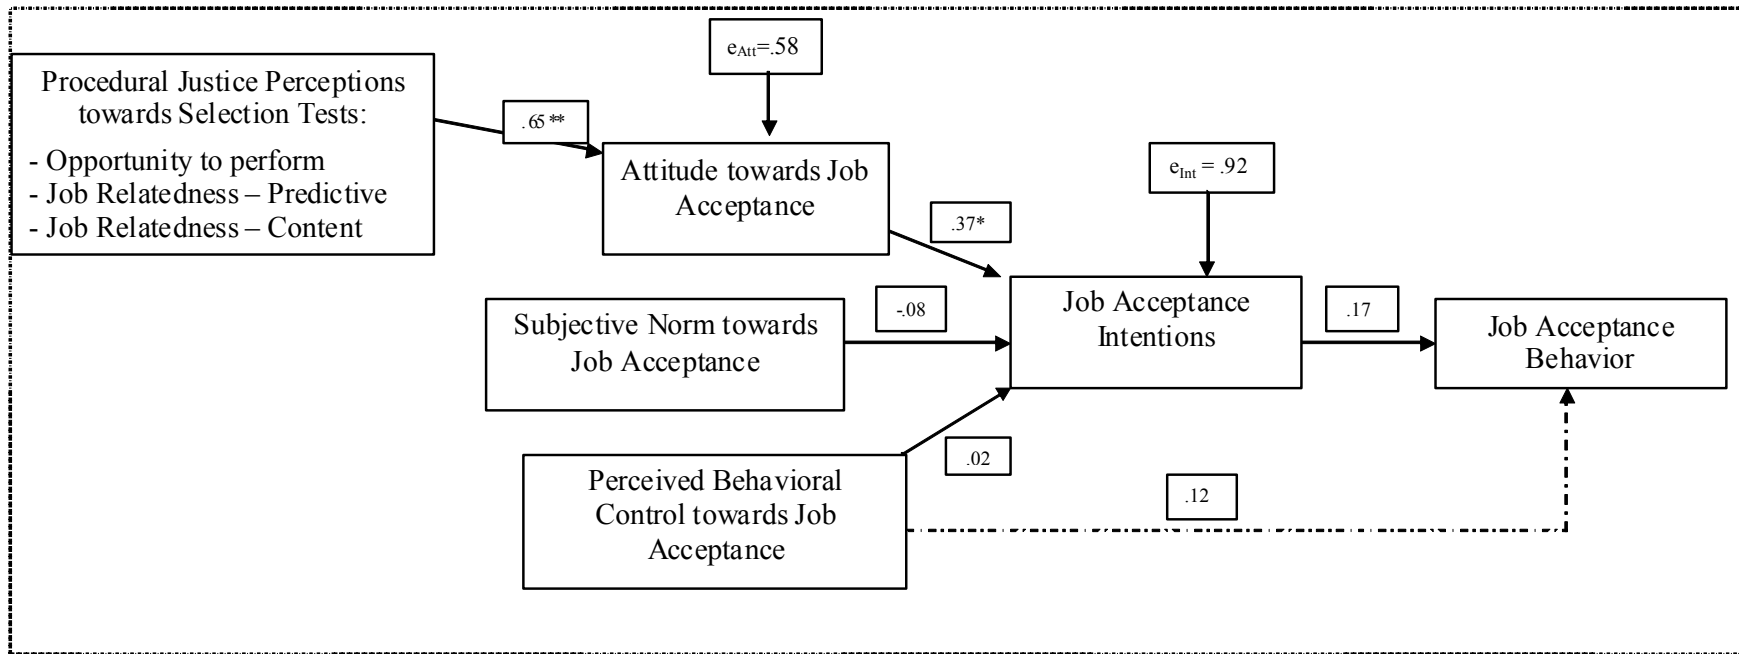 e_Att=.58
Procedural Justice Perceptions
towards Selection Tests:
- Opportunity to perform
- Job Relatedness – Predictive
- Job Relatedness – Content
.65**
Attitude towards Job
Acceptance
e_Int = .92
.37*
Subjective Norm towards
Job Acceptance
-.08
Job Acceptance
Intentions
.17
Job Acceptance
Behavior
Perceived Behavioral
Control towards Job
Acceptance
.02
.12